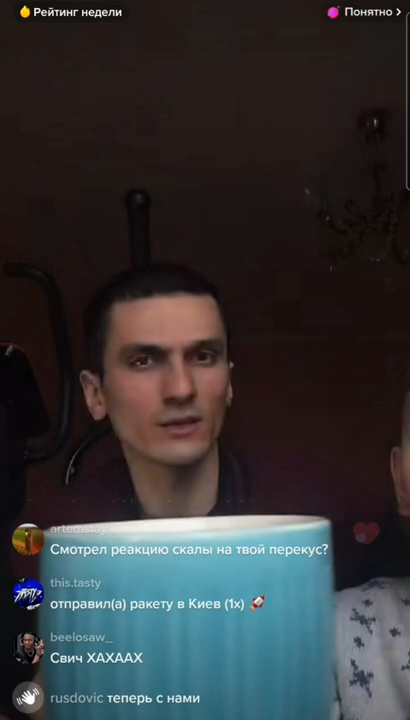 Рейтинг недели
Понятно >
artemstay.
Смотрел реакцию скалы на твой перекус?
this.tasty
отправил(а) ракету в Киев (1x) 🚀
beelosaw_
Свич ХАХААХ
rusdovic теперь с нами